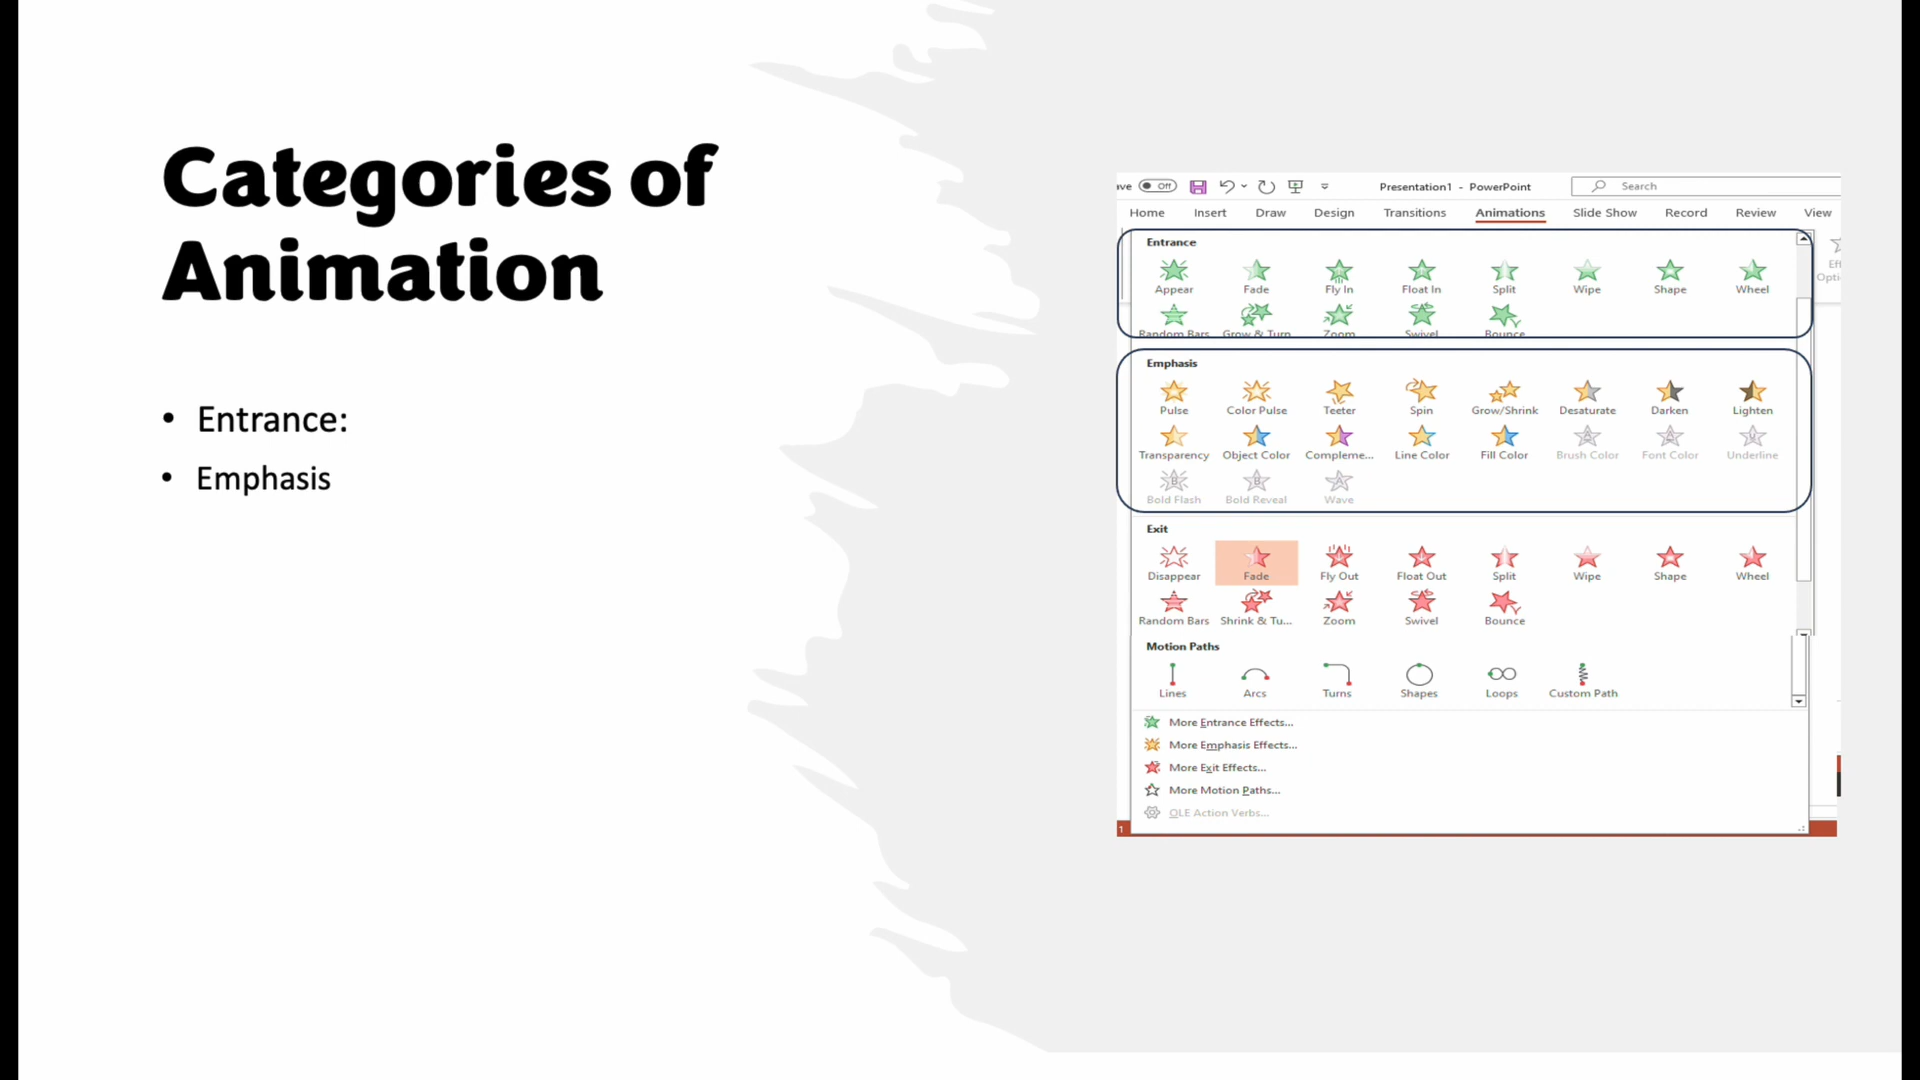 Categories of
Animation
• Entrance:
• Emphasis
ve Off Presentation1 - PowerPoint Search
Home Insert Draw Design Transitions Animations Slide Show Record Review View
Entrance
Appear Fade Fly In Float In Split Wipe Shape Wheel
Random Bars Grow & Turn Zoom Swivel Bounce
Emphasis
Pulse Color Pulse Teeter Spin Grow/Shrink Desaturate Darken Lighten
Transparency Object Color Compleme... Line Color Fill Color Brush Color Font Color Underline
Bold Flash Bold Reveal Wave
Exit
Disappear Fade Fly Out Float Out Split Wipe Shape Wheel
Random Bars Shrink & Tu... Zoom Swivel Bounce
Motion Paths
Lines Arcs Turns Shapes Loops Custom Path
More Entrance Effects...
More Emphasis Effects...
More Exit Effects...
More Motion Paths...
OLE Action Verbs...